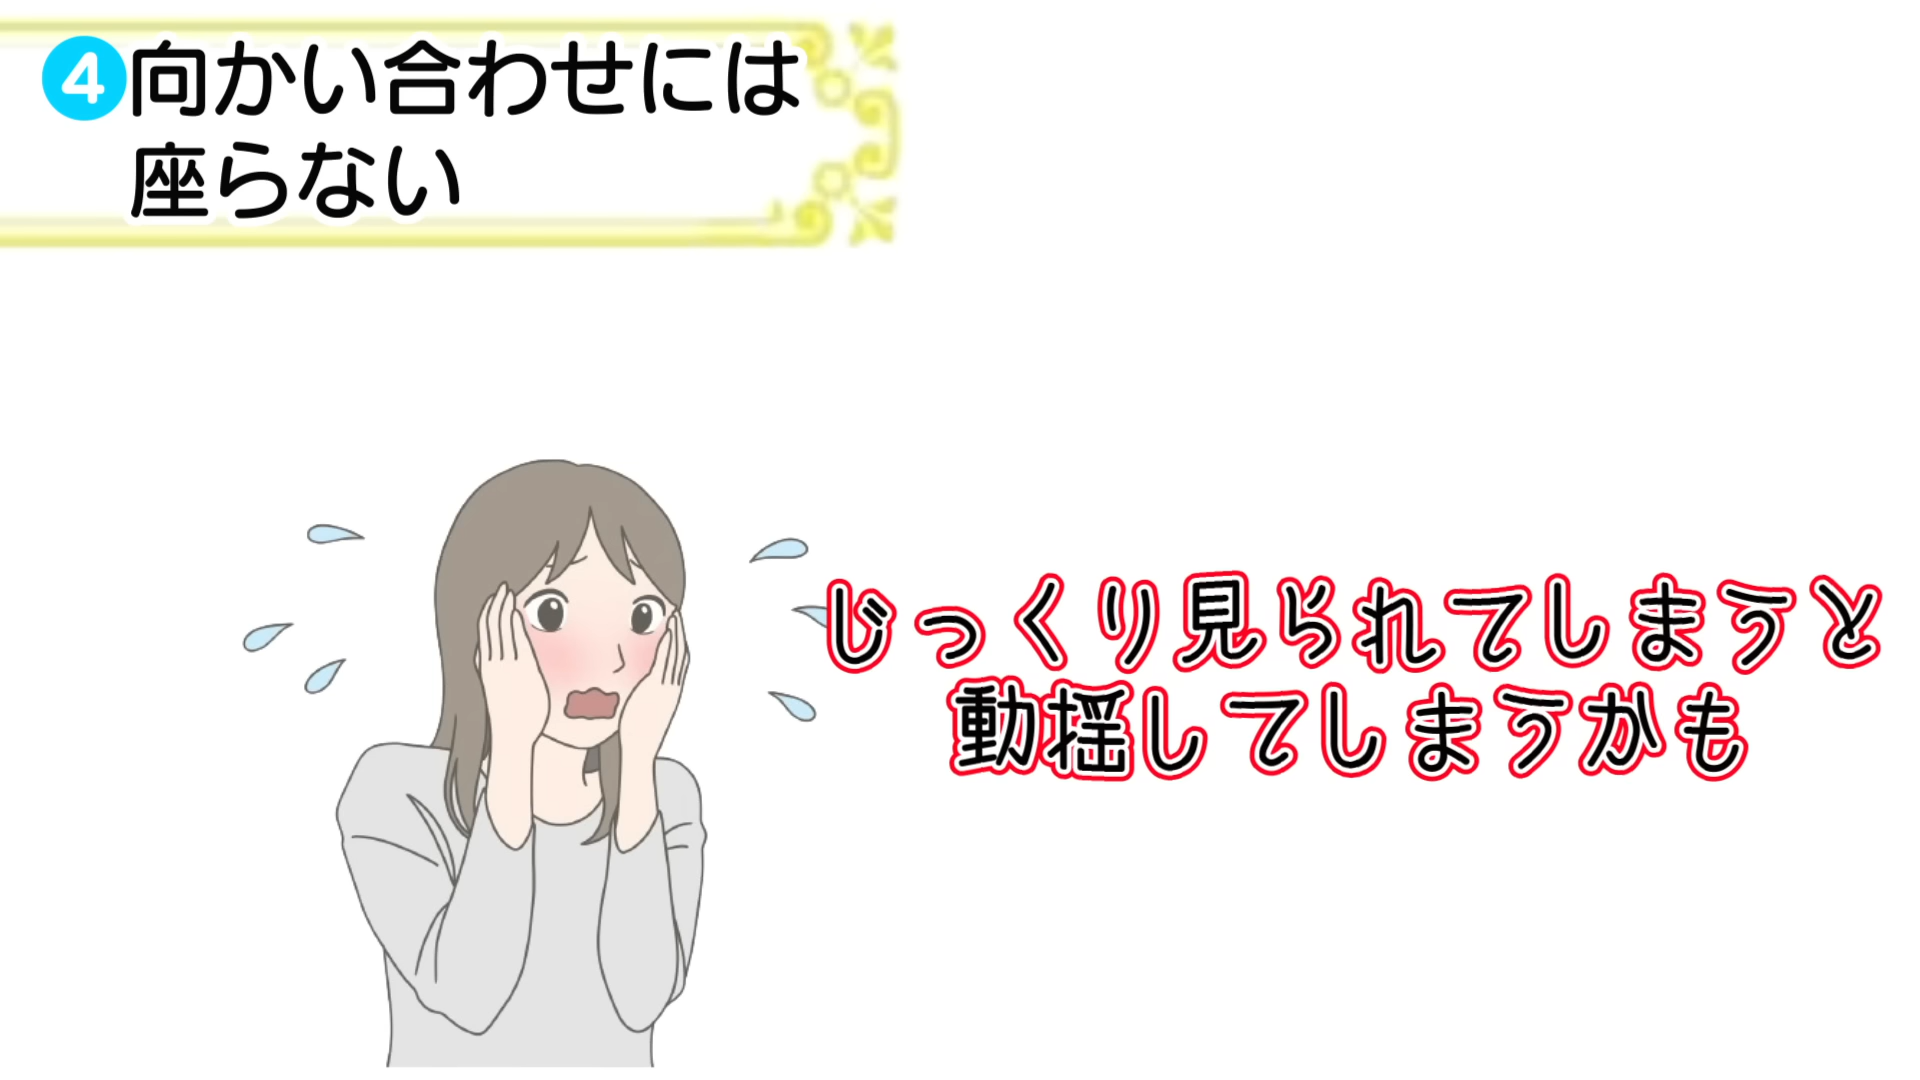 ❹向かい合わせには
座らない
じっくり見られてしまうと
動揺してしまうかも